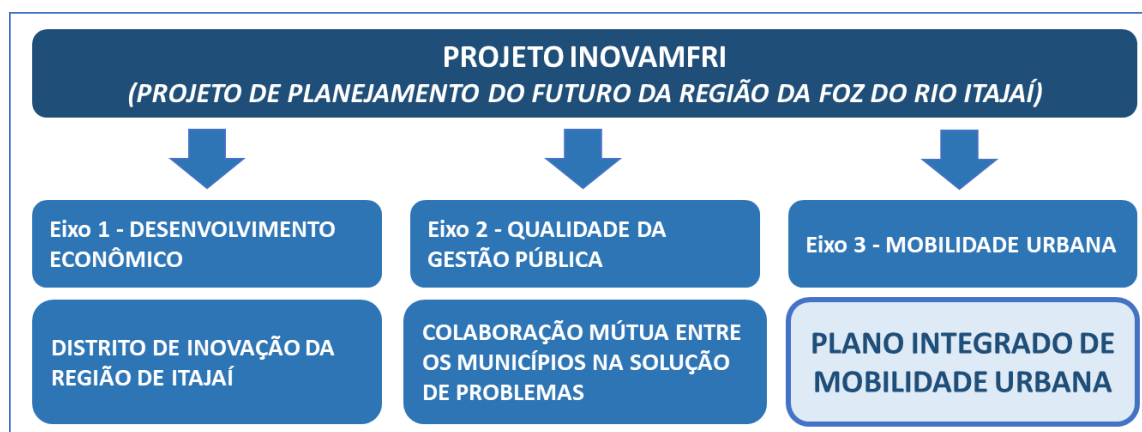 PROJETO INOVAMFRI
(PROJETO DE PLANEJAMENTO DO FUTURO DA REGIÃO DA FOZ DO RIO ITAJAÍ)
Eixo 1 - DESENVOLVIMENTO
ECONÔMICO
Eixo 2 - QUALIDADE DA
GESTÃO PÚBLICA
Eixo 3 - MOBILIDADE URBANA
DISTRITO DE INOVAÇÃO DA
REGIÃO DE ITAJAÍ
COLABORAÇÃO MÚTUA ENTRE
OS MUNICÍPIOS NA SOLUÇÃO
DE PROBLEMAS
PLANO INTEGRADO DE
MOBILIDADE URBANA